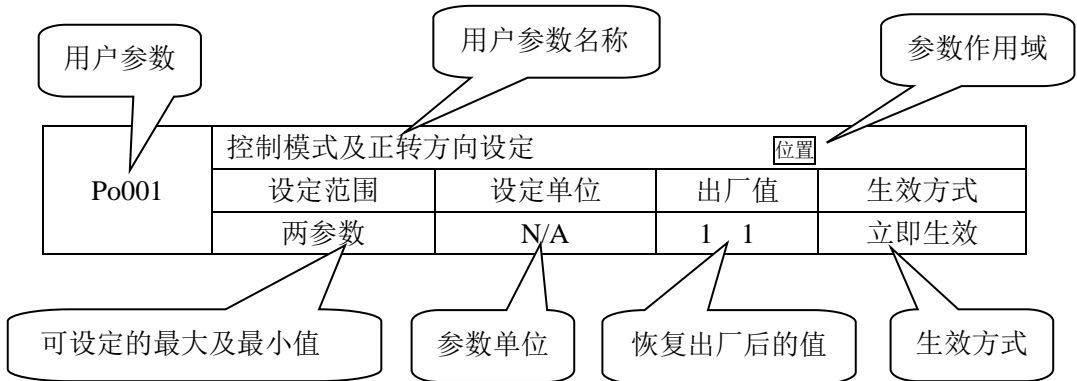 用户参数
用户参数名称
参数作用域
Po001
控制模式及正转方向设定 位置
设定范围 设定单位 出厂值 生效方式
两参数 N/A 1 1 立即生效
可设定的最大及最小值
参数单位
恢复出厂后的值
生效方式